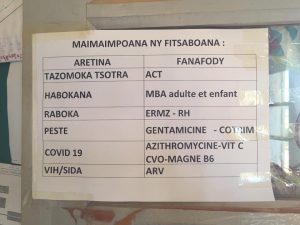 MAIMAIMPOANA NY FITSABOANA :
ARETINA FANAFODY
TAZOMOKA TSOTRA ACT
HABOKANA MBA adulte et enfant
RABOKA ERMZ - RH
PESTE GENTAMICINE - COTRIM
COVID 19 AZITHROMYCINE-VIT C
CVO-MAGNE B6
VIH/SIDA ARV